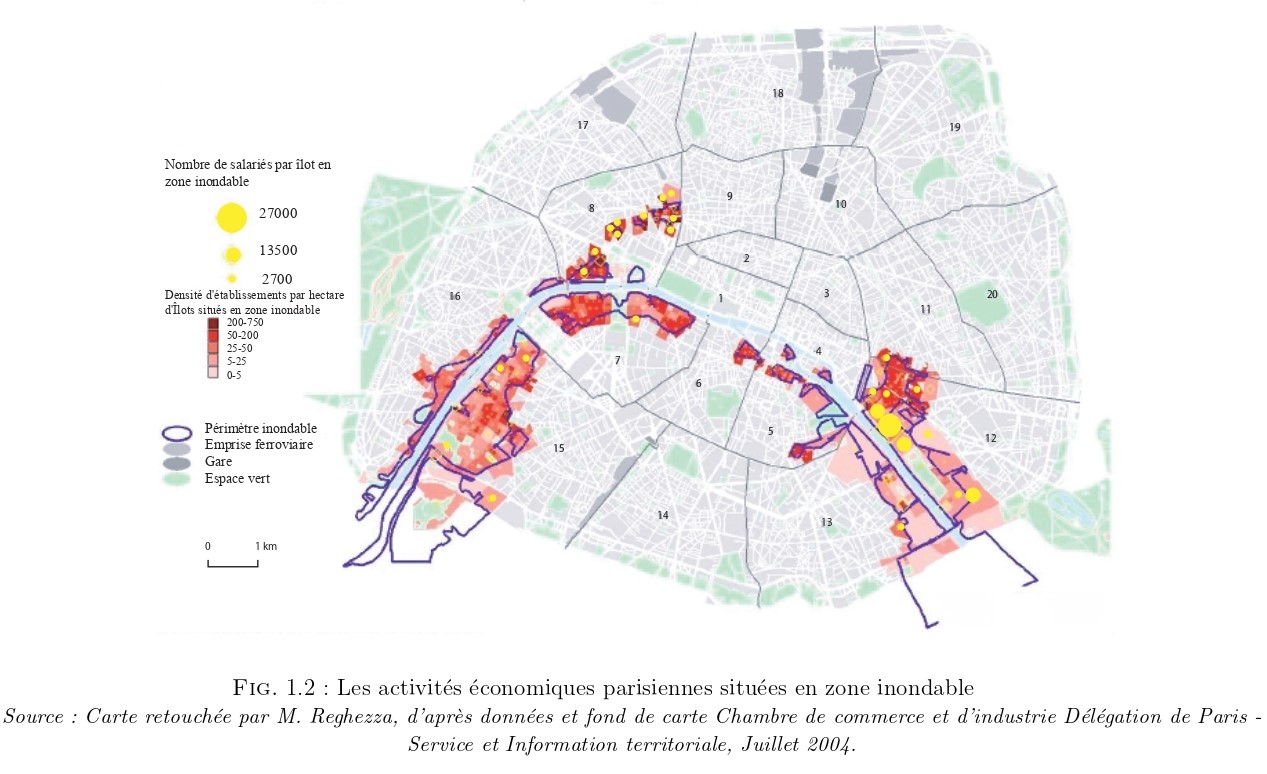 Nombre de salariés par îlot en
zone inondable
27000
13500
2700
Densité d'établissements par hectare
d'Îlots situés en zone inondable
200-750
50-200
25-50
5-25
0-5
Périmètre inondable
Emprise ferroviaire
Gare
Espace vert
0 1 km
18
17
19
9
8
10
2
16
1
3
20
11
4
7
6
5
12
15
14
13
FIG. 1.2 : Les activités économiques parisiennes situées en zone inondable
Source : Carte retouchée par M. Reghezza, d'après données et fond de carte Chambre de commerce et d'industrie Délégation de Paris -
Service et Information territoriale, Juillet 2004.